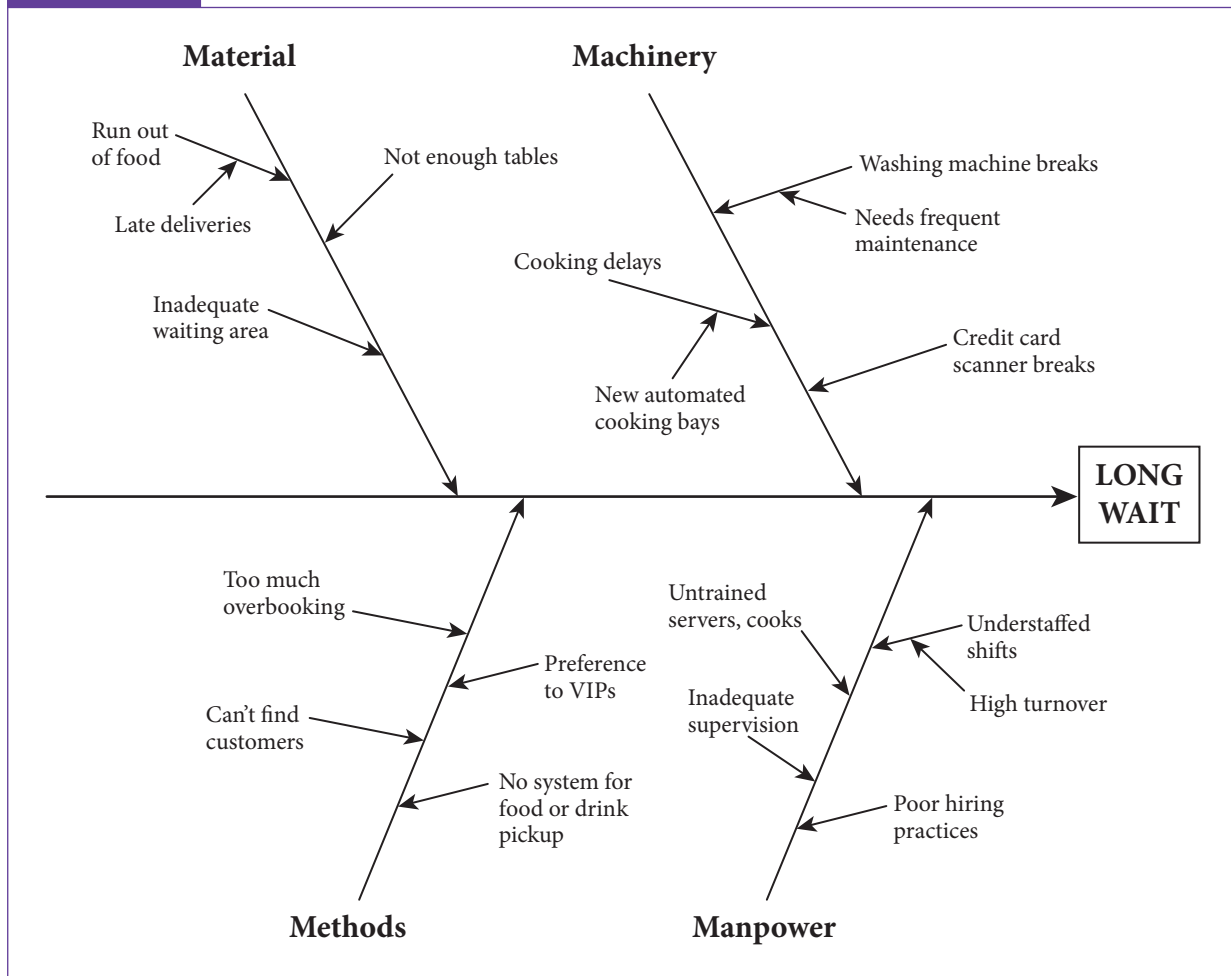 Material
Machinery
Run out
of food
Not enough tables
Late deliveries
Inadequate
waiting area
Washing machine breaks
Needs frequent
maintenance
Cooking delays
Credit card
scanner breaks
New automated
cooking bays
LONG
WAIT
Too much
overbooking
Preference
to VIPs
Can't find
customers
No system for
food or drink
pickup
Untrained
servers, cooks
Understaffed
shifts
Inadequate
supervision
High turnover
Poor hiring
practices
Methods
Manpower